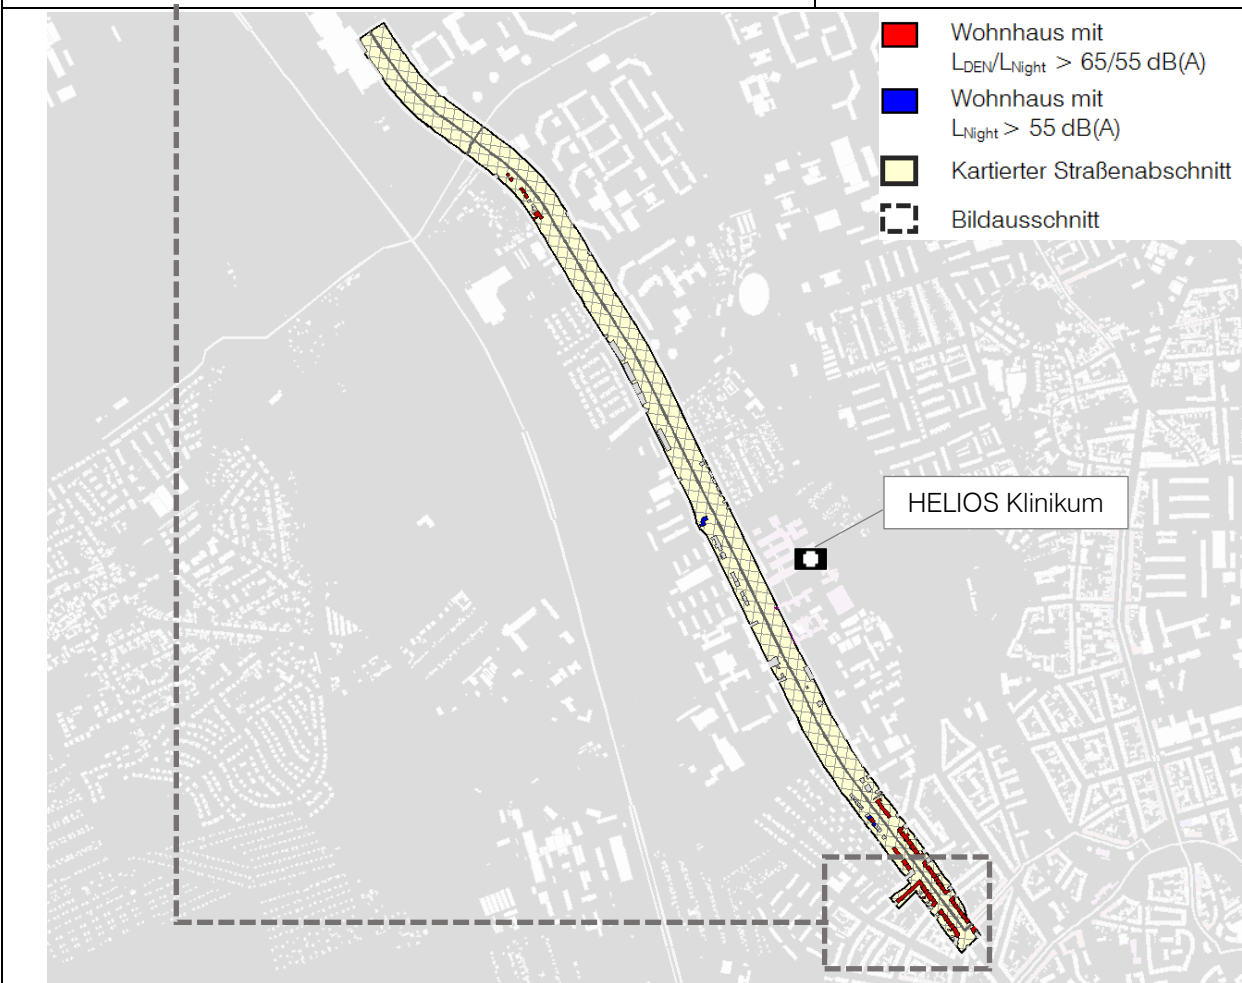 Wohnhaus mit
LDEN/LNight > 65/55 dB(A)
Wohnhaus mit
LNight > 55 dB(A)
Kartierter Straßenabschnitt
Bildausschnitt
HELIOS Klinikum